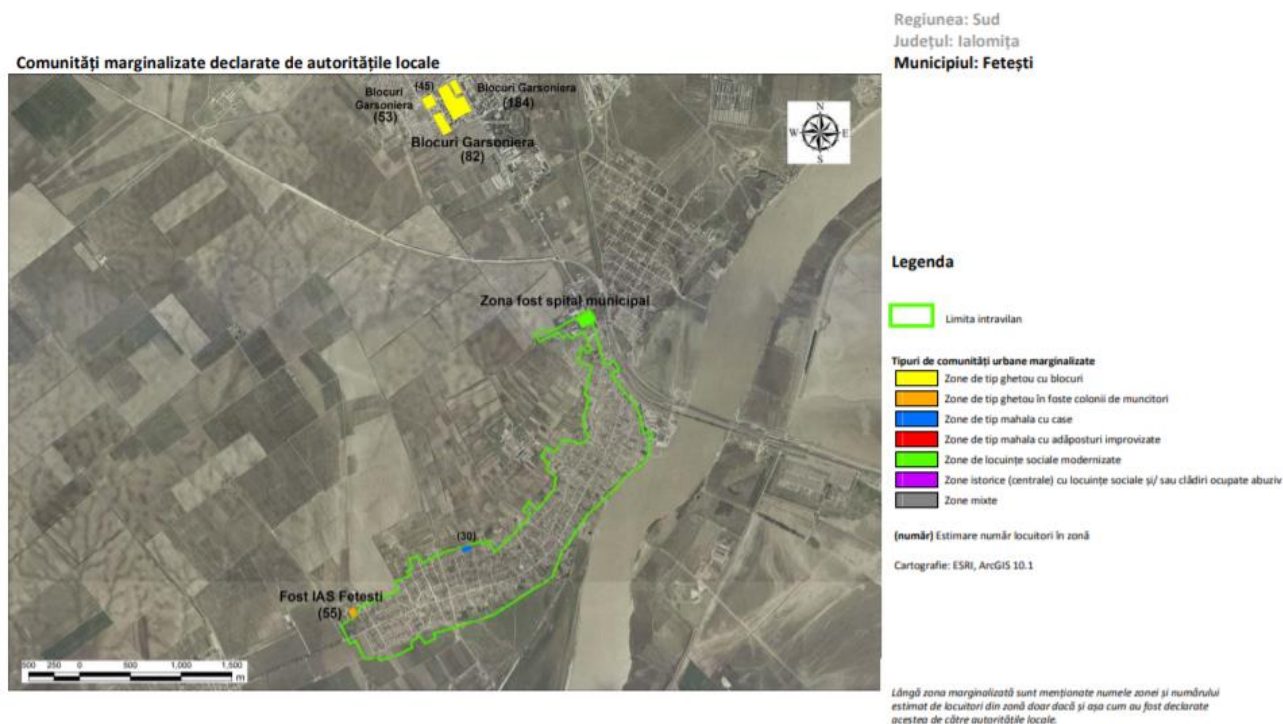 Regiunea: Sud
Județul: Ialomița
Municipiul: Fetești
Comunități marginalizate declarate de autoritățile locale
(45)
Blocuri Garsoniera
(184)
Blocuri
Garsoniera
(53)
Blocuri Garsoniera
(82)
N
W
E
S
Zona fost spital municipal
(30)
Fost IAS Fetesti
(55)
500 250 0 500 1,000 1,500
m
Legenda
Limita intravilan
Tipuri de comunități urbane marginalizate
Zone de tip ghetou cu blocuri
Zone de tip ghetou în foste colonii de muncitori
Zone de tip mahala cu case
Zone de tip mahala cu adăposturi improvizate
Zone de locuințe sociale modernizate
Zone istorice (centrale) cu locuințe sociale și/ sau clădiri ocupate abuziv
Zone mixte
(număr) Estimare număr locuitori în zonă
Cartografie: ESRI, ArcGIS 10.1
Lângă zona marginalizată sunt menționate numele zonei și numărului
estimat de locuitori din zonă doar dacă și așa cum au fost declarate
acestea de către autoritățile locale.